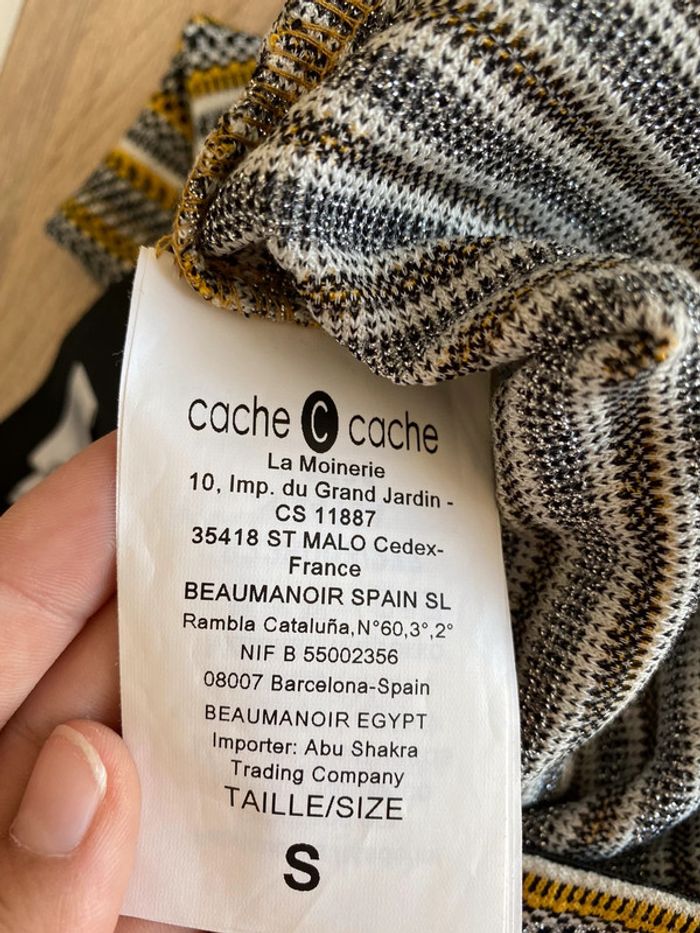 cache C cache
La Moinerie
10, Imp. du Grand Jardin -
CS 11887
35418 ST MALO Cedex-
France
BEAUMANOIR SPAIN SL
Rambla Cataluña,N°60,3°,2°
NIF B 55002356
08007 Barcelona-Spain
BEAUMANOIR EGYPT
Importer: Abu Shakra
Trading Company
TAILLE/SIZE
S